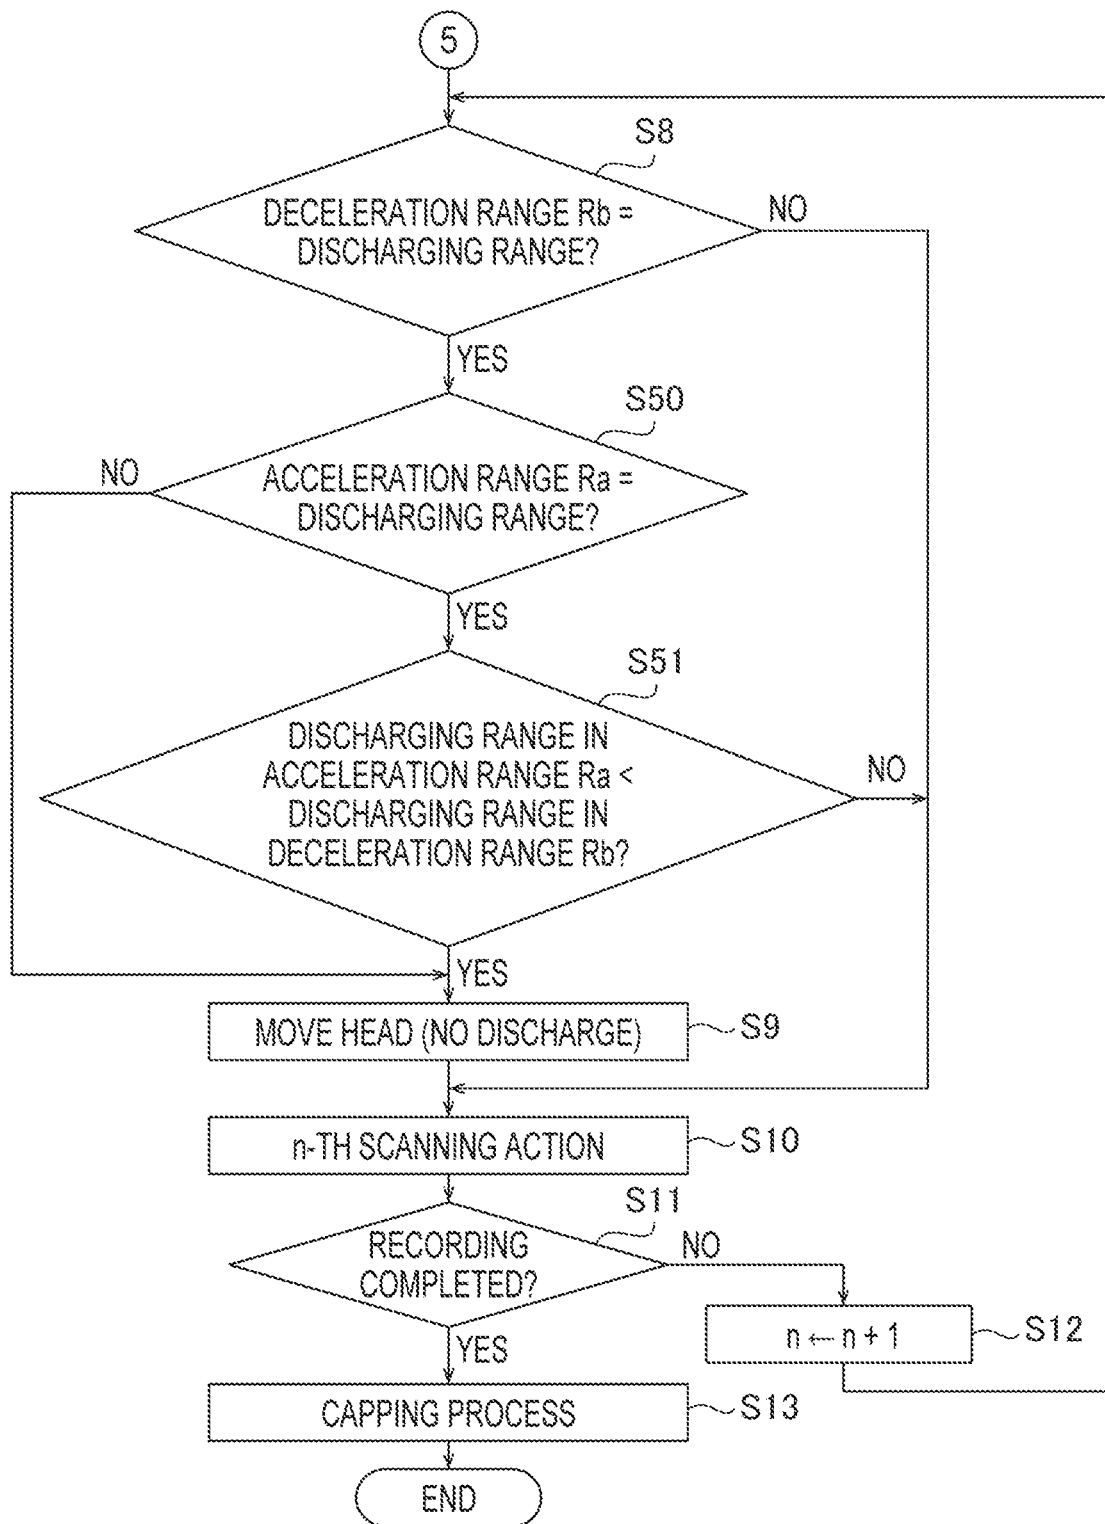 5
S8
DECELERATION RANGE Rb =
DISCHARGING RANGE?
NO
YES
S50
NO
ACCELERATION RANGE Ra =
DISCHARGING RANGE?
YES
S51
DISCHARGING RANGE IN
ACCELERATION RANGE Ra <
DISCHARGING RANGE IN
DECELERATION RANGE Rb?
NO
YES
MOVE HEAD (NO DISCHARGE)
S9
n-TH SCANNING ACTION
S10
S11
RECORDING
COMPLETED?
NO
n ← n + 1
S12
YES
CAPPING PROCESS
S13
END